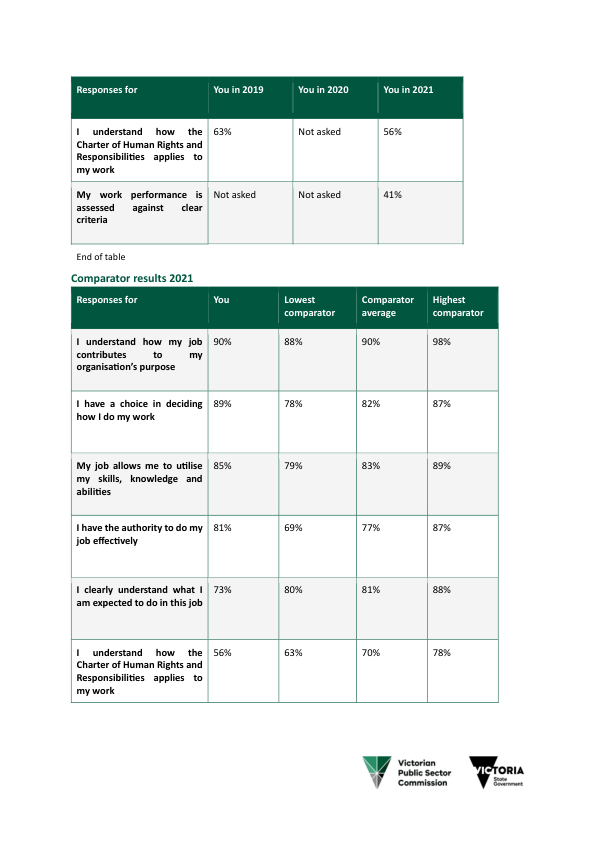 Responses for You in 2019 You in 2020 You in 2021
I understand how the 63% Not asked 56%
Charter of Human Rights and
Responsibilities applies to
my work
My work performance is Not asked Not asked 41%
assessed against clear
criteria
End of table
Comparator results 2021
Responses for You Lowest Comparator Highest
comparator average comparator
I understand how my job 90% 88% 90% 98%
contributes to my
organisation's purpose
I have a choice in deciding 89% 78% 82% 87%
how I do my work
My job allows me to utilise 85% 79% 83% 89%
my skills, knowledge and
abilities
I have the authority to do my 81% 69% 77% 87%
job effectively
I clearly understand what I 73% 80% 81% 88%
am expected to do in this job
I understand how the 56% 63% 70% 78%
Charter of Human Rights and
Responsibilities applies to
my work
Victorian
Public Sector
Commission
VICTORIA
State
Government